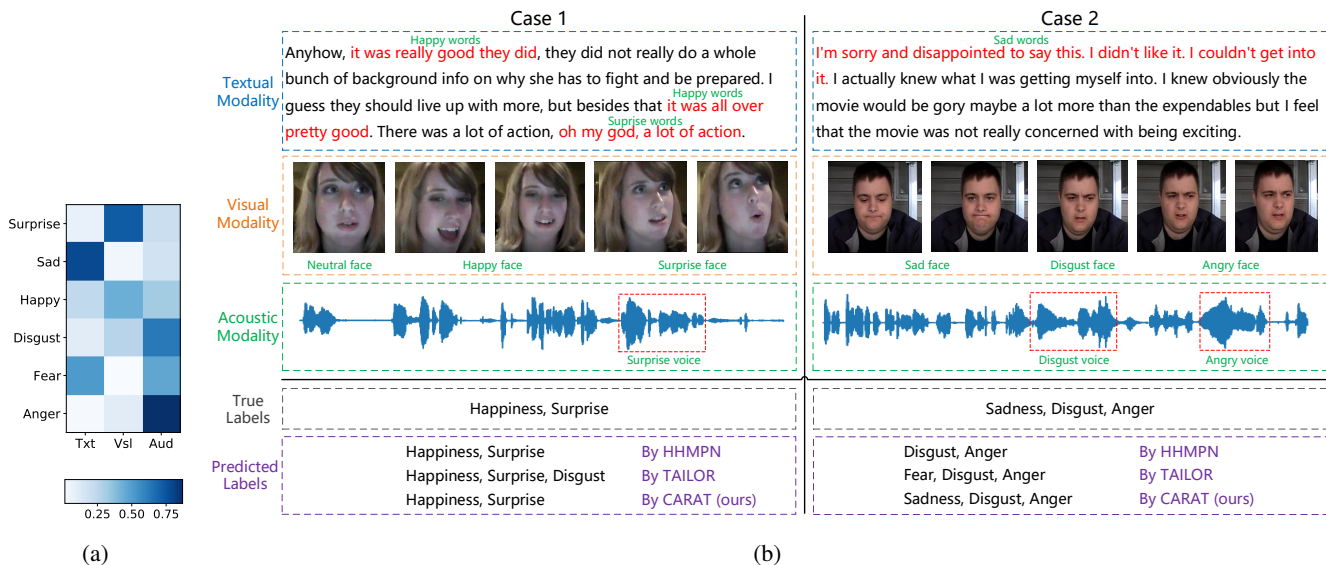 Case 1
Case 2
Textual
Modality
Happy words
Anyhow, it was really good they did, they did not really do a whole
bunch of background info on why she has to fight and be prepared. I
Happy words
guess they should live up with more, but besides that it was all over
Suprise words
pretty good. There was a lot of action, oh my god, a lot of action.
Sad words
I'm sorry and disappointed to say this. I didn't like it. I couldn't get into
it. I actually knew what I was getting myself into. I knew obviously the
movie would be gory maybe a lot more than the expendables but I feel
that the movie was not really concerned with being exciting.
Visual
Modality
Neutral face
Happy face
Surprise face
Sad face
Disgust face
Angry face
Acoustic
Modality
Surprise voice
Disgust voice
Angry voice
True
Labels
Happiness, Surprise
Sadness, Disgust, Anger
Predicted
Labels
Happiness, Surprise By HHMPN
Happiness, Surprise, Disgust By TAILOR
Happiness, Surprise By CARAT (ours)
Disgust, Anger By HHMPN
Fear, Disgust, Anger By TAILOR
Sadness, Disgust, Anger By CARAT (ours)
Surprise
Sad
Happy
Disgust
Fear
Anger
Txt Vsl Aud
0.25 0.50 0.75
(a)
(b)